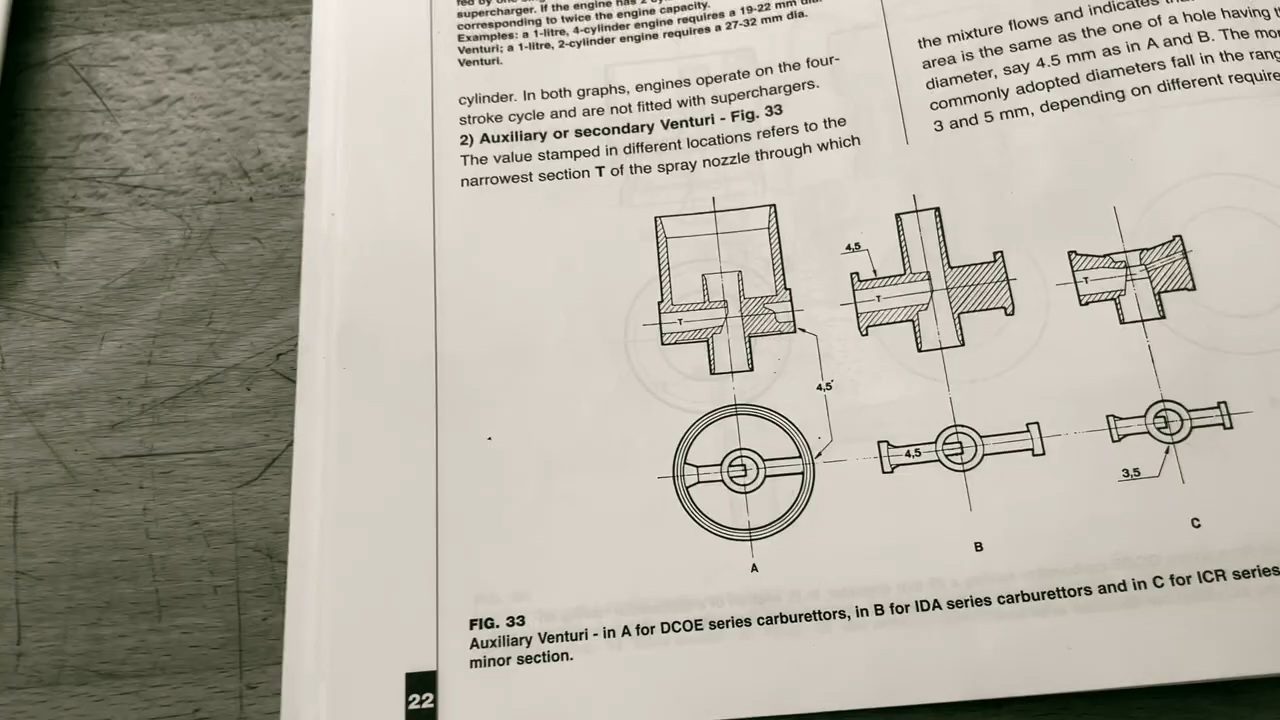 supercharger. If the engine has 2
corresponding to twice the engine capacity.
Examples: a 1-litre, 4-cylinder engine requires a 19-22 mm dia.
Venturi; a 1-litre, 2-cylinder engine requires a 27-32 mm dia.
Venturi.
cylinder. In both graphs, engines operate on the four-
stroke cycle and are not fitted with superchargers.
2) Auxiliary or secondary Venturi - Fig. 33
The value stamped in different locations refers to the
narrowest section T of the spray nozzle through which
the mixture flows and indicates
area is the same as the one of a hole having
diameter, say 4.5 mm as in A and B. The
commonly adopted diameters fall in the
3 and 5 mm, depending on different
4,5
T
T
T
4,5
4,5
3,5
A
B
C
FIG. 33
Auxiliary Venturi - in A for DCOE series carburettors, in B for IDA series carburettors and in C for ICR series
minor section.
22